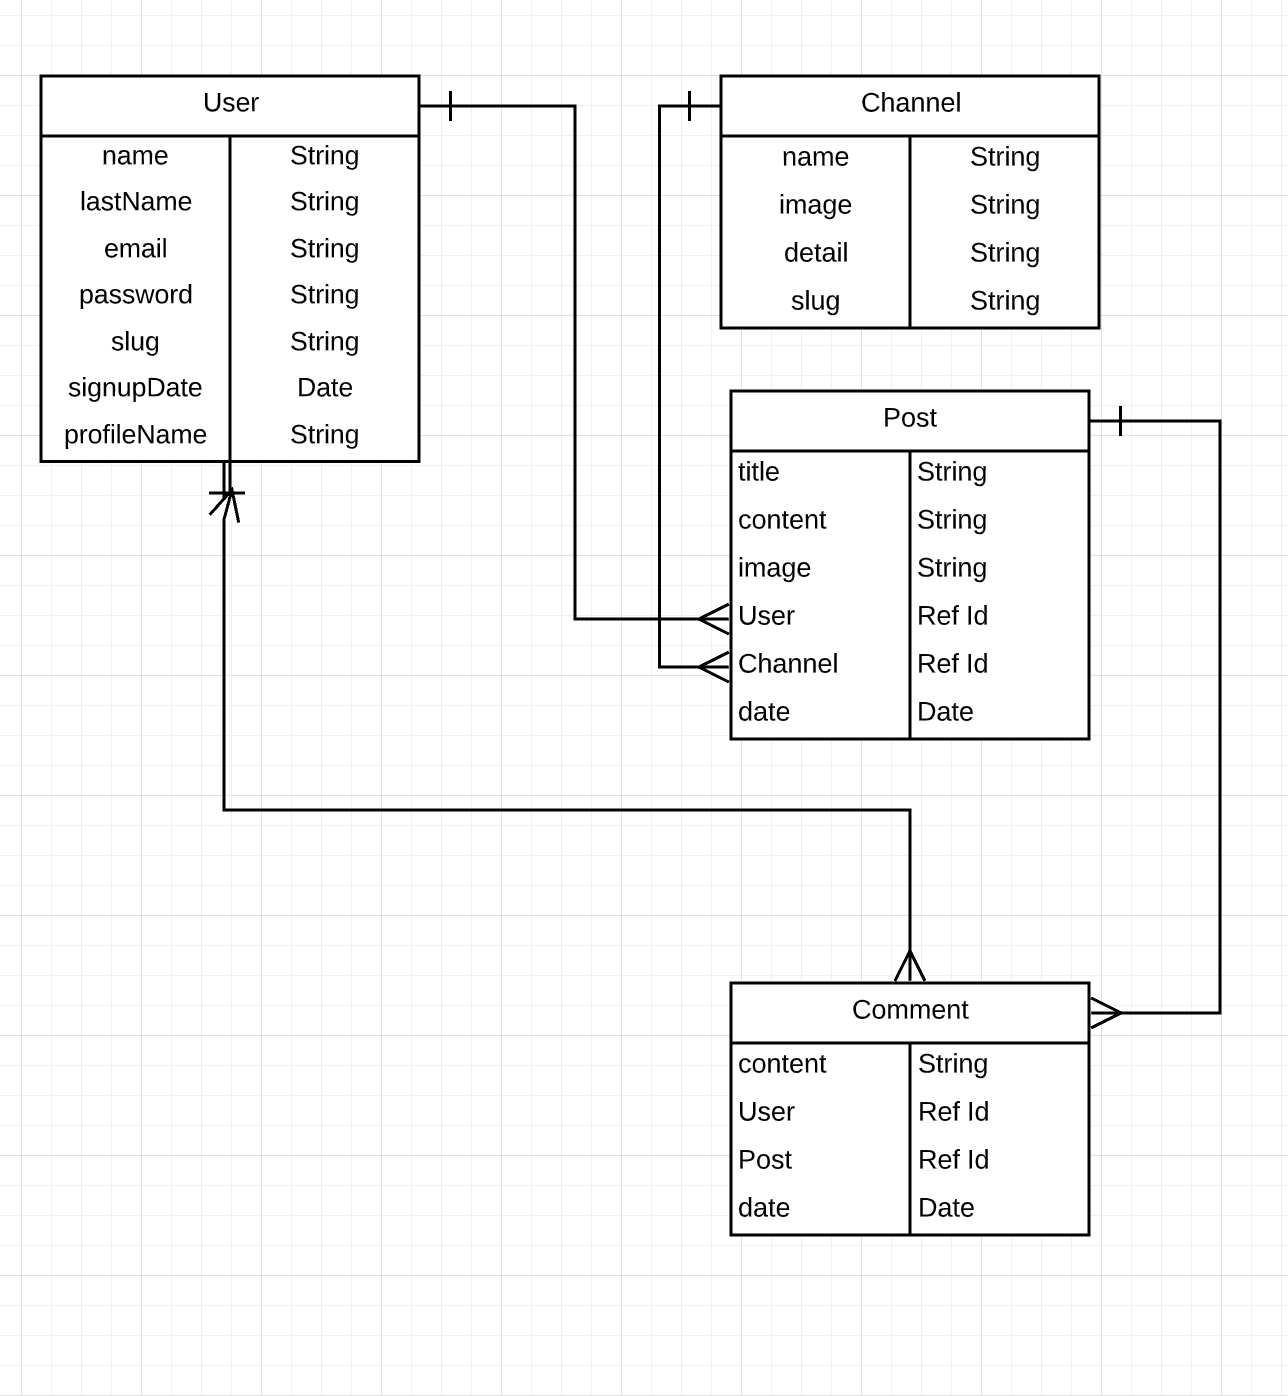 User
name String
lastName String
email String
password String
slug String
signupDate Date
profileName String
Channel
name String
image String
detail String
slug String
Post
title String
content String
image String
User Ref Id
Channel Ref Id
date Date
Comment
content String
User Ref Id
Post Ref Id
date Date